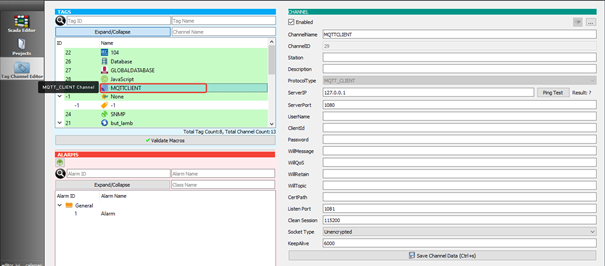 Scada Editor
Projects
Tag Channel Editor
MQTT_CLIENT Channel
TAGS
Tag ID
Tag Name
Expand/Collapse
Channel Name
ID
Name
22
104
26
Database
27
GLOBALDATABASE
28
JavaScript
MQTTCLIENT
-1
None
-1
-1
24
SNMP
21
but_lamb
Total Tag Count:8, Total Channel Count:13
Validate Macros
ALARMS
Alarm ID
Alarm Name
Expand/Collapse
Class Name
Alarm ID
Alarm Name
General
1
Alarm
CHANNEL
Enabled
...
ChannelName
MQTTCLIENT
ChannelID
29
Station
Description
ProtocolType
MQTT_CLIENT
ServerIP
127.0.0.1
Ping Test
Result: ?
ServerPort
1080
UserName
ClientId
Password
WillMessage
WillQoS
WillRetain
WillTopic
CertPath
Listen Port
1081
Clean Session
115200
Socket Type
Unencrypted
KeepAlive
6000
Save Channel Data (Ctrl+s)